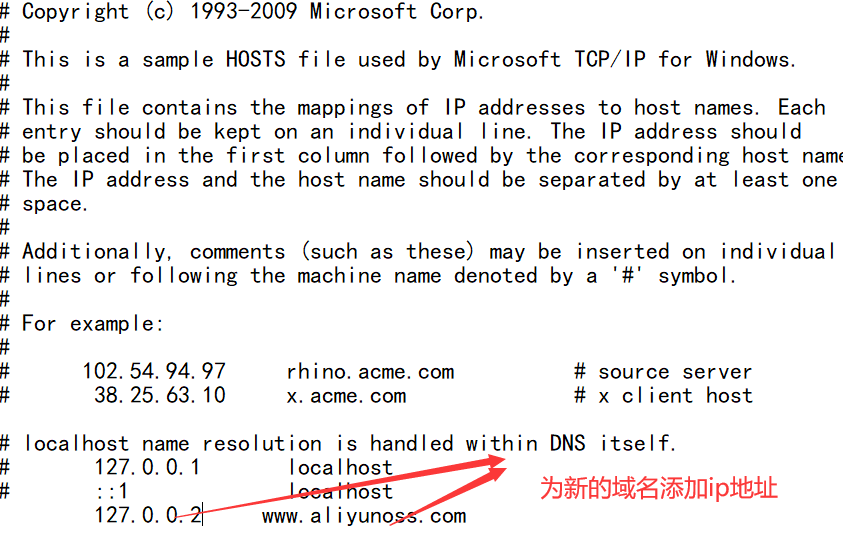 # Copyright (c) 1993-2009 Microsoft Corp.
#
# This is a sample HOSTS file used by Microsoft TCP/IP for Windows.
#
# This file contains the mappings of IP addresses to host names. Each
# entry should be kept on an individual line. The IP address should
# be placed in the first column followed by the corresponding host name
# The IP address and the host name should be separated by at least one
# space.
#
# Additionally, comments (such as these) may be inserted on individual
# lines or following the machine name denoted by a '#' symbol.
#
# For example:
#
#      102.54.94.97     rhino.acme.com          # source server
#       38.25.63.10     x.acme.com              # x client host

# localhost name resolution is handled within DNS itself.
#       127.0.0.1       localhost
#       ::1             localhost
        127.0.0.2     www.aliyunoss.com
为新的域名添加ip地址